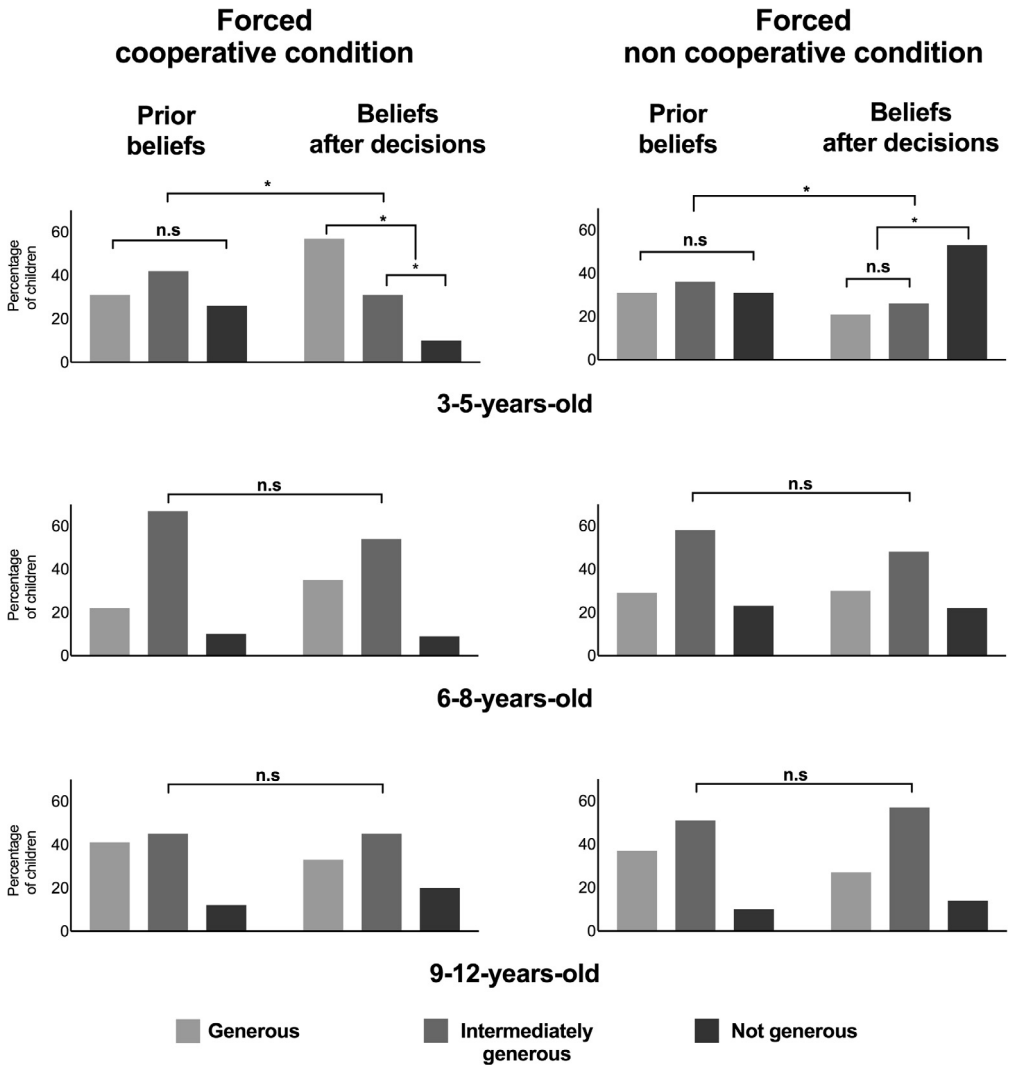 Forced
cooperative condition
Forced
non cooperative condition
Prior
beliefs
Beliefs
after decisions
Prior
beliefs
Beliefs
after decisions
Percentage
of children
60
40
20
0
n.s
*
*
*
60
40
20
0
n.s
*
n.s
*
3-5-years-old
Percentage
of children
60
40
20
0
n.s
60
40
20
0
n.s
6-8-years-old
Percentage
of children
60
40
20
0
n.s
60
40
20
0
n.s
9-12-years-old
Generous
Intermediately
generous
Not generous